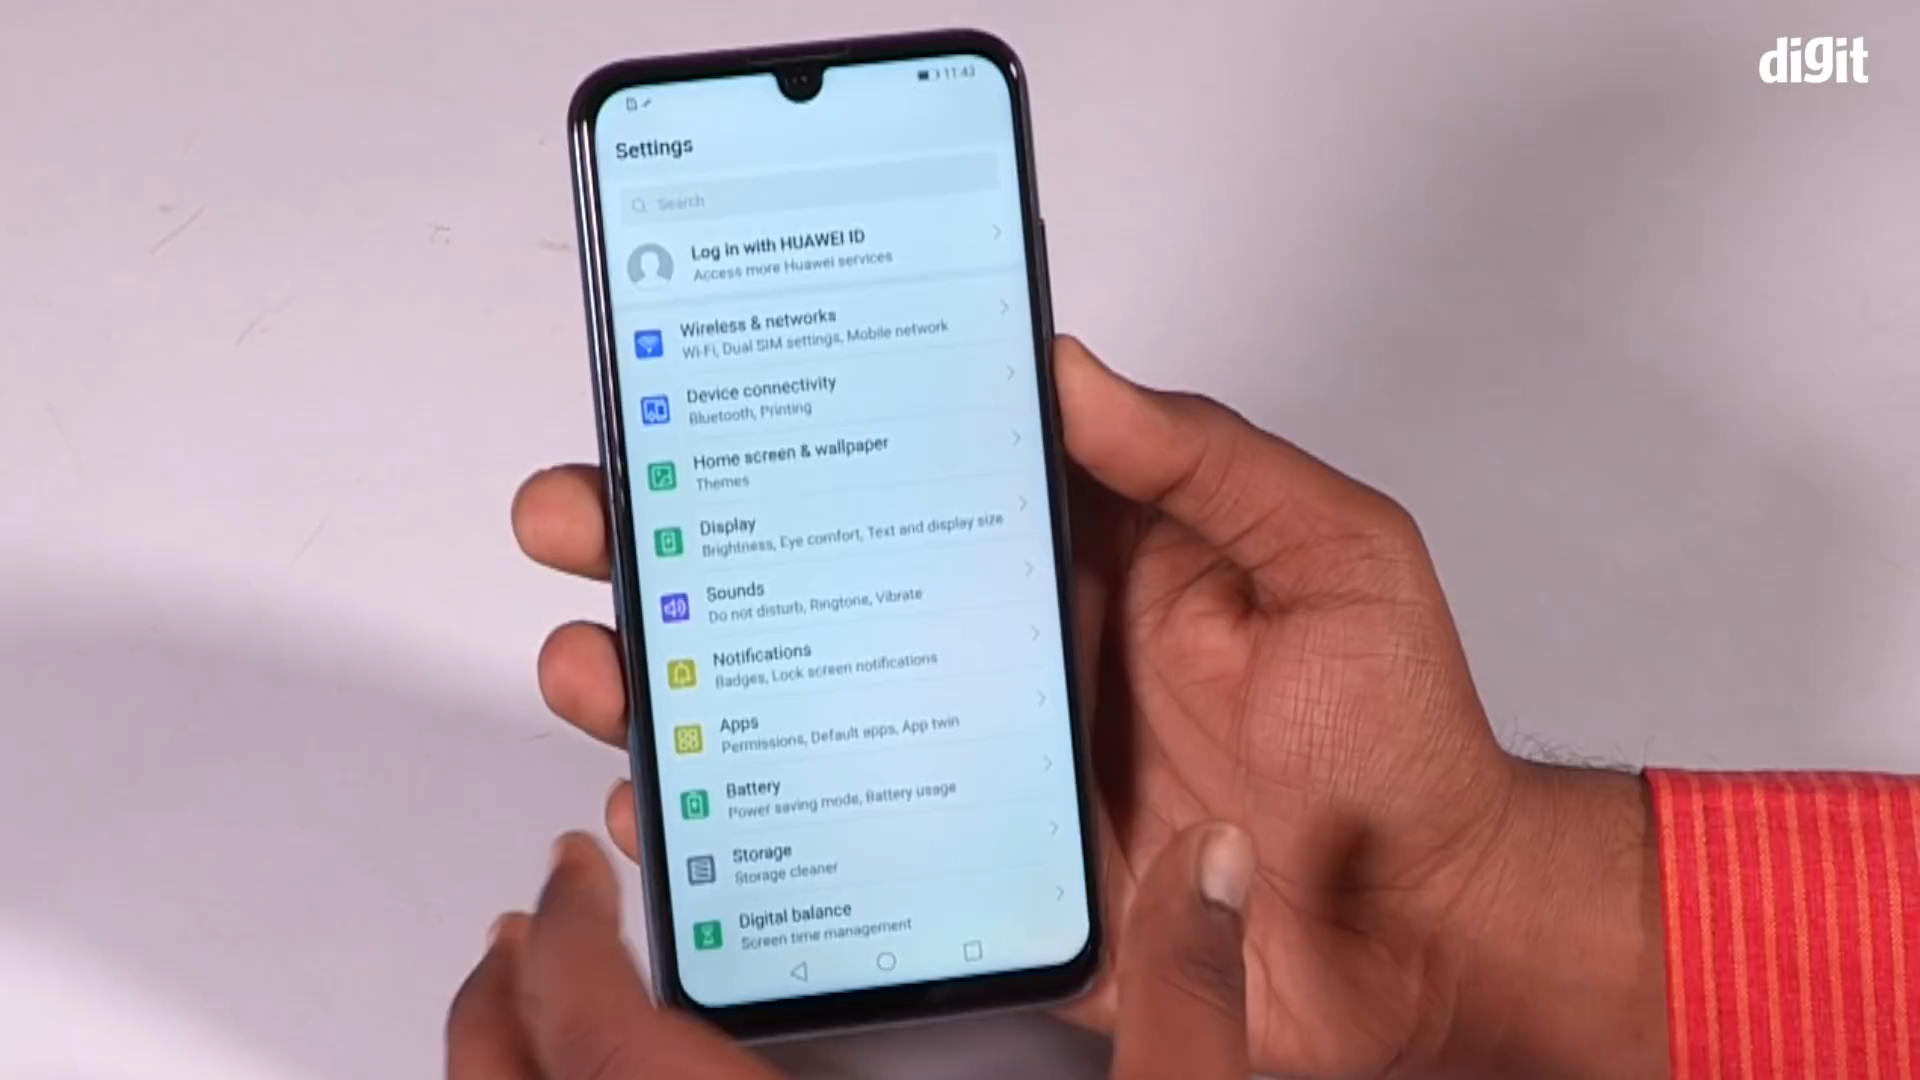 digit
11:43
Settings
Search
Log in with HUAWEI ID
Access more Huawei services
Wireless & networks
Wi-Fi, Dual SIM settings, Mobile network
Device connectivity
Bluetooth, Printing
Home screen & wallpaper
Themes
Display
Brightness, Eye comfort, Text and display size
Sounds
Do not disturb, Ringtone, Vibrate
Notifications
Badges, Lock screen notifications
Apps
Permissions, Default apps, App twin
Battery
Power saving mode, Battery usage
Storage
Storage cleaner
Digital balance
Screen time management